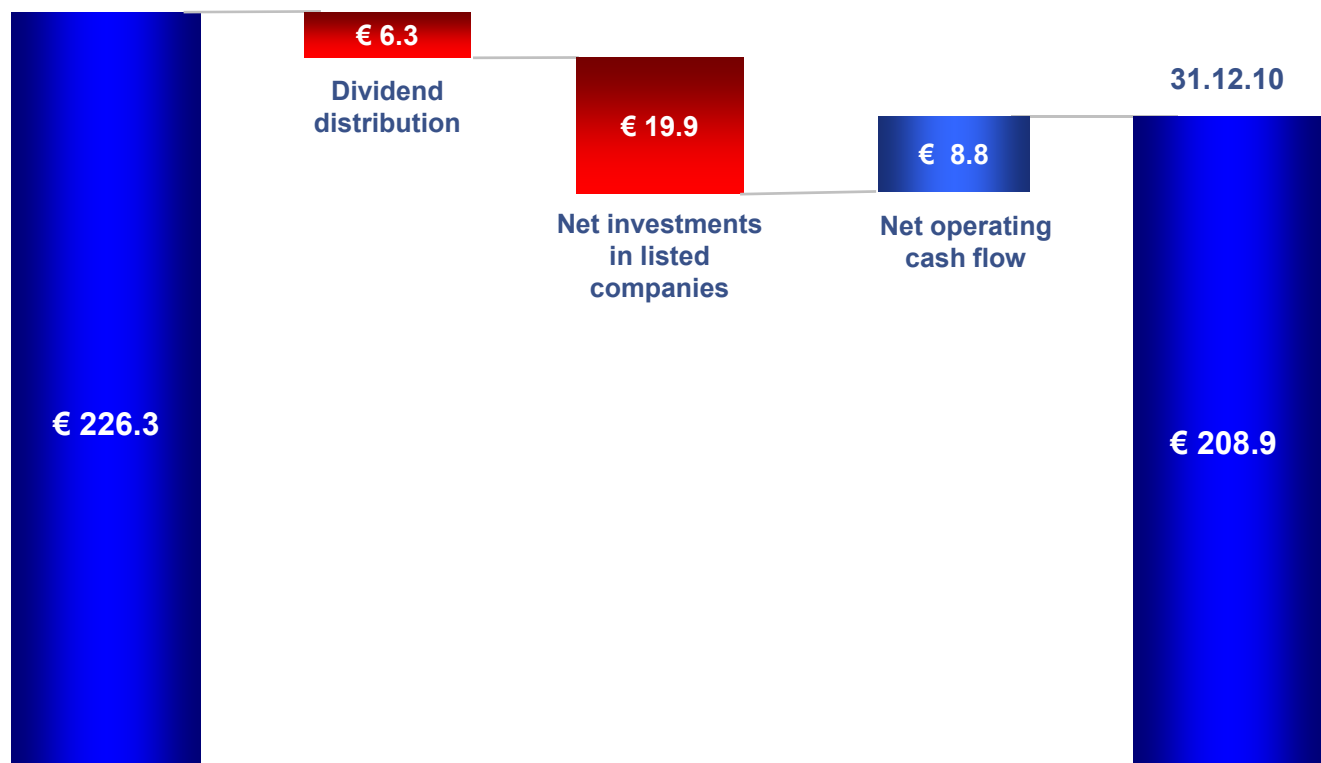 € 226.3
€ 6.3
Dividend
distribution
€ 19.9
Net investments
in listed
companies
€ 8.8
Net operating
cash flow
31.12.10
€ 208.9